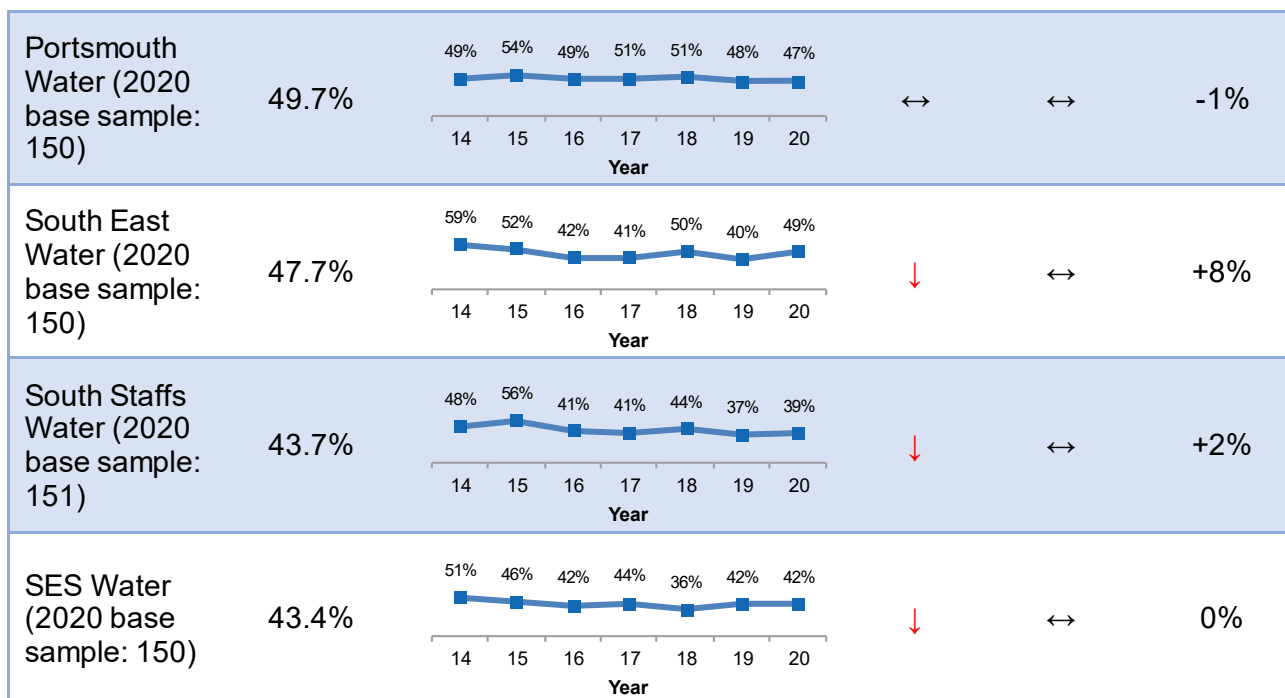 Portsmouth
Water (2020
base sample:
150)
49.7%
49% 54% 49% 51% 51% 48% 47%
14 15 16 17 18 19 20
Year
↔ ↔ -1%
South East
Water (2020
base sample:
150)
47.7%
59% 52% 42% 41% 50% 40% 49%
14 15 16 17 18 19 20
Year
↓ ↔ +8%
South Staffs
Water (2020
base sample:
151)
43.7%
48% 56% 41% 41% 44% 37% 39%
14 15 16 17 18 19 20
Year
↓ ↔ +2%
SES Water
(2020 base
sample: 150)
43.4%
51% 46% 42% 44% 36% 42% 42%
14 15 16 17 18 19 20
Year
↓ ↔ 0%